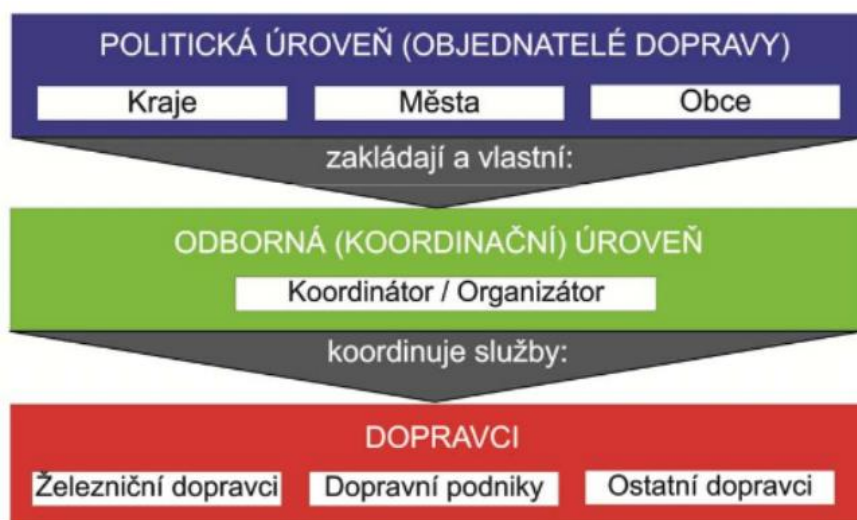 POLITICKÁ ÚROVEŇ (OBJEDNATELÉ DOPRAVY)
Kraje
Města
Obce
zakládají a vlastní:
ODBORNÁ (KOORDINAČNÍ) ÚROVEŇ
Koordinátor / Organizátor
koordinuje služby:
DOPRAVCI
Železniční dopravci
Dopravní podniky
Ostatní dopravci